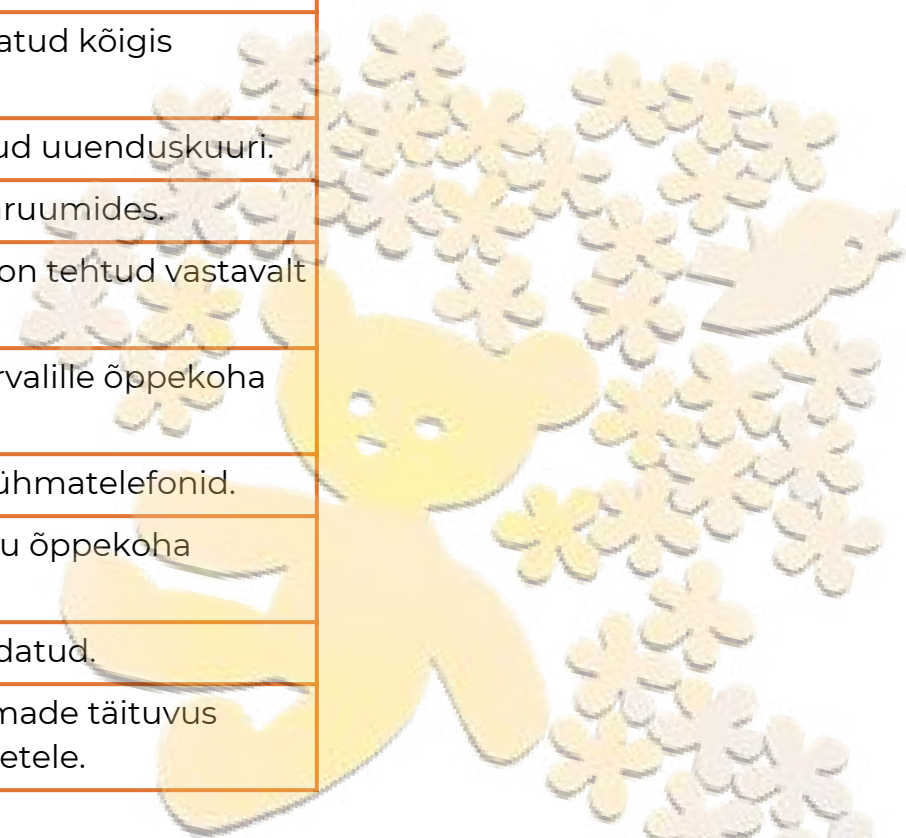 atud kõigis
ud uuenduskuuri.
ruumides.
on tehtud vastavalt
rvalille õppekoha
ühmatelefonid.
u õppekoha
datud.
made täituvus
etele.